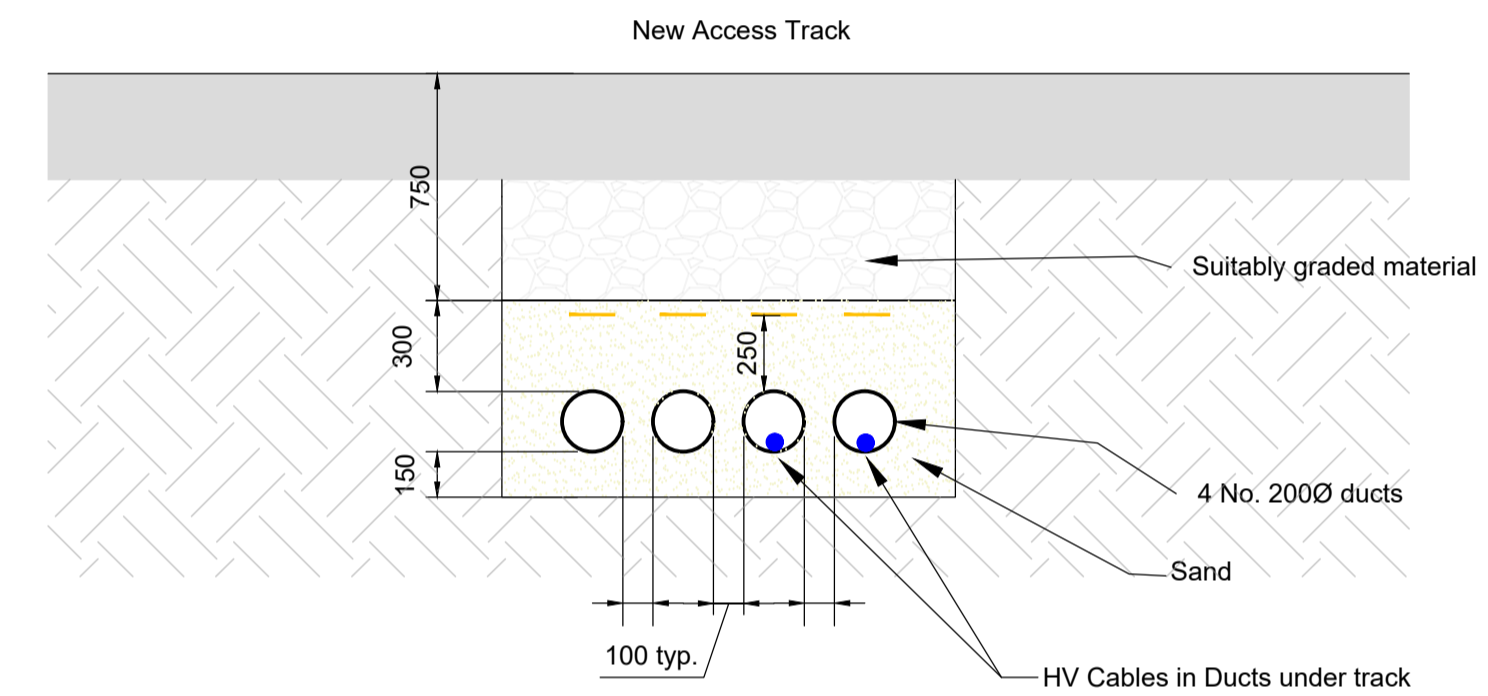 New Access Track
750
Suitably graded material
300
250
150
4 No. 200Ø ducts
Sand
100 typ.
HV Cables in Ducts under track